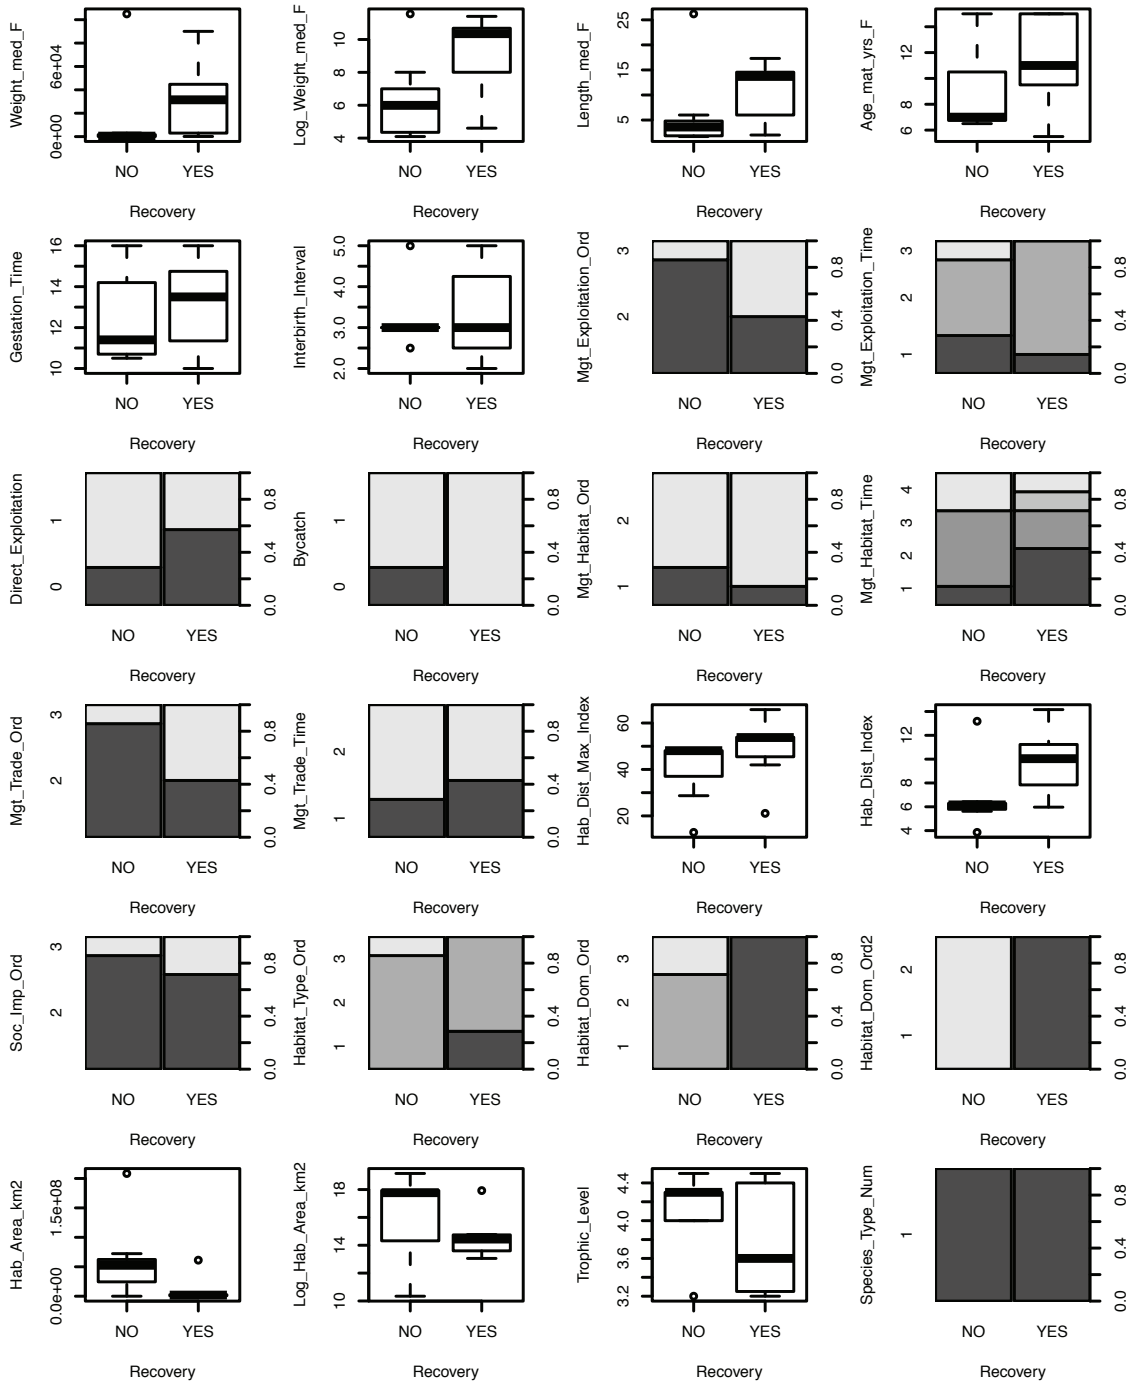 Weight_med_F
0e+00 6e+04
NO YES
Recovery
Log_Weight_med_F
4 6 8 10
NO YES
Recovery
Length_med_F
5 15 25
NO YES
Recovery
Age_mat_yrs_F
6 8 12
NO YES
Recovery
Gestation_Time
10 12 14 16
NO YES
Recovery
Interbirth_Interval
2.0 3.0 4.0 5.0
NO YES
Recovery
Mgt_Exploitation_Ord
2 3
0.0 0.4 0.8
NO YES
Recovery
Mgt_Exploitation_Time
1 2 3
0.0 0.4 0.8
NO YES
Recovery
Direct_Exploitation
0 1
0.0 0.4 0.8
NO YES
Recovery
Bycatch
0 1
0.0 0.4 0.8
NO YES
Recovery
Mgt_Habitat_Ord
1 2
0.0 0.4 0.8
NO YES
Recovery
Mgt_Habitat_Time
1 2 3 4
0.0 0.4 0.8
NO YES
Recovery
Mgt_Trade_Ord
2 3
0.0 0.4 0.8
NO YES
Recovery
Mgt_Trade_Time
1 2
0.0 0.4 0.8
NO YES
Recovery
Hab_Dist_Max_Index
20 40 60
NO YES
Recovery
Hab_Dist_Index
4 6 8 12
NO YES
Recovery
Soc_Imp_Ord
2 3
0.0 0.4 0.8
NO YES
Recovery
Habitat_Type_Ord
1 2 3
0.0 0.4 0.8
NO YES
Recovery
Habitat_Dom_Ord
1 2 3
0.0 0.4 0.8
NO YES
Recovery
Habitat_Dom_Ord2
1 2
0.0 0.4 0.8
NO YES
Recovery
Hab_Area_km2
0.0e+00 1.5e+08
NO YES
Recovery
Log_Hab_Area_km2
10 14 18
NO YES
Recovery
Trophic_Level
3.2 3.6 4.0 4.4
NO YES
Recovery
Species_Type_Num
1
0.0 0.4 0.8
NO YES
Recovery